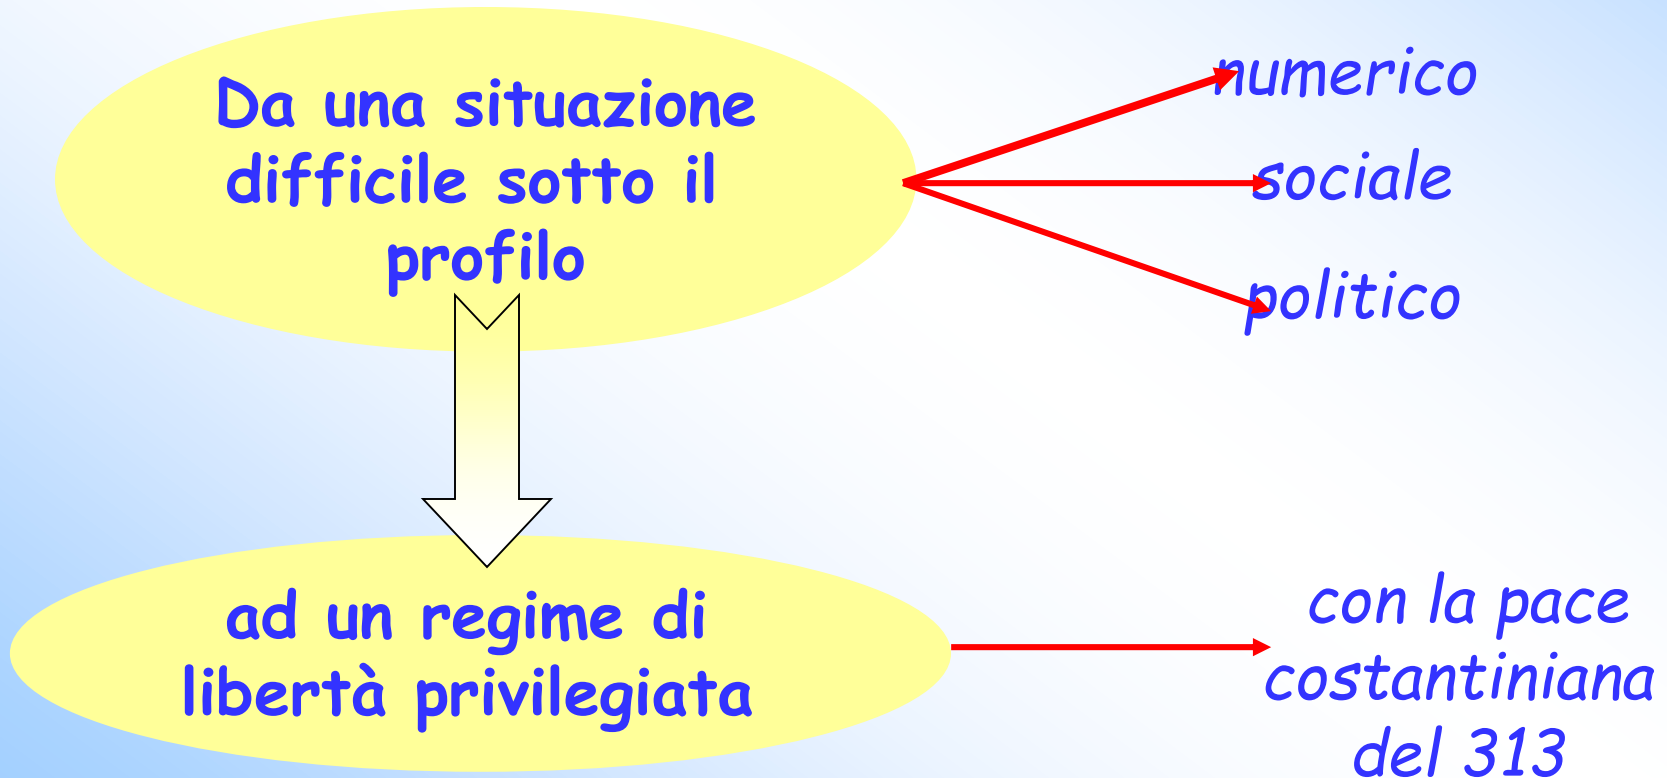 Da una situazione
difficile sotto il
profilo
numerico
sociale
politico
ad un regime di
libertà privilegiata
con la pace
costantiniana
del 313